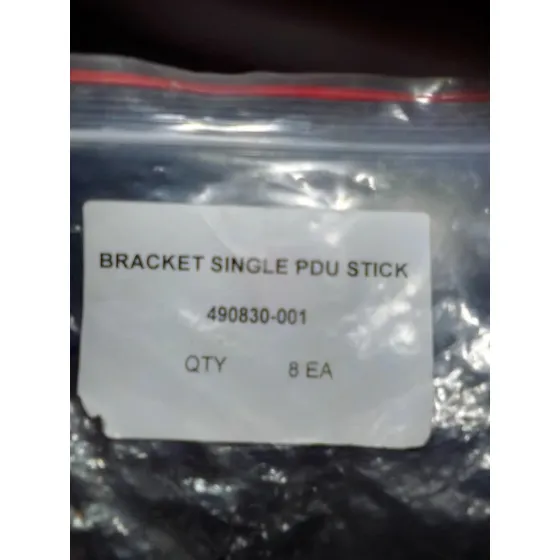 BRACKET SINGLE PDU STICK
490830-001
QTY 8 EA